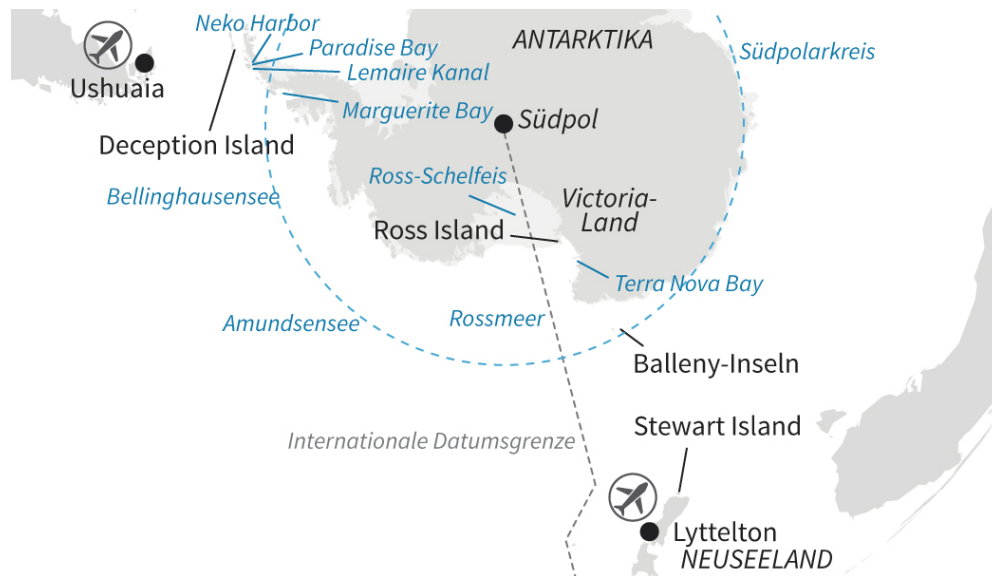 Neko Harbor
ANTARKTIKA
Paradise Bay
Südpolarkreis
Lemaire Kanal
Ushuaia
Marguerite Bay
Südpol
Deception Island
Ross-Schelfeis
Bellinghausensee
Victoria-
Land
Ross Island
Terra Nova Bay
Amundsensee
Rossmeer
Balleny-Inseln
Stewart Island
Internationale Datumsgrenze
Lyttelton
NEUSEELAND